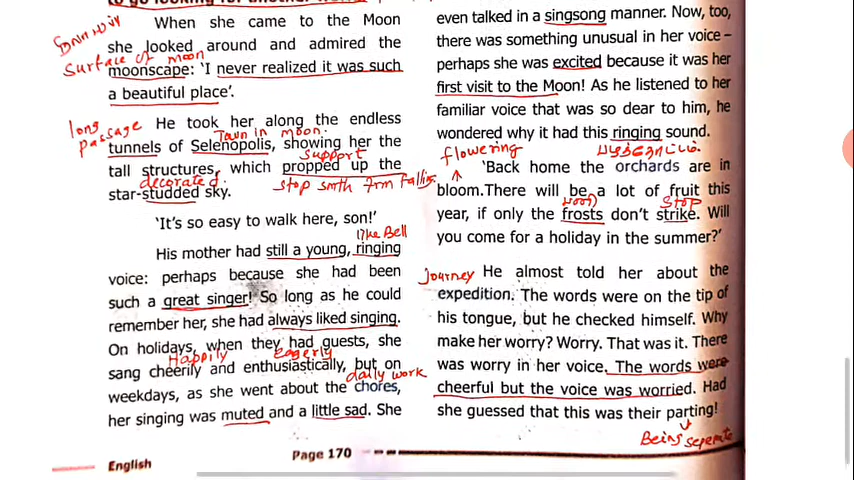 to go looking for another
When she came to the Moon
she looked around and admired the
surface of moon
moonscape: 'I never realized it was such
a beautiful place'.
long passage
He took her along the endless
Town in moon.
tunnels of Selenopolis, showing her the
support
tall structures, which propped up the
decorated.
stop smth frm falling
star-studded sky.
'It's so easy to walk here, son!'
like Bell
His mother had still a young, ringing
voice: perhaps because she had been
such a great singer! So long as he could
remember her, she had always liked singing.
On holidays, when they had guests, she
Happily eagerly
sang cheerily and enthusiastically, but on
daily work
weekdays, as she went about the chores,
her singing was muted and a little sad. She
even talked in a singsong manner. Now, too,
there was something unusual in her voice –
perhaps she was excited because it was her
first visit to the Moon! As he listened to her
familiar voice that was so dear to him, he
wondered why it had this ringing sound.
flowering
'Back home the orchards are in
bloom.There will be a lot of fruit this
stop
year, if only the frosts don't strike. Will
you come for a holiday in the summer?'
Journey
He almost told her about the
expedition. The words were on the tip of
his tongue, but he checked himself. Why
make her worry? Worry. That was it. There
was worry in her voice. The words were
cheerful but the voice was worried. Had
she guessed that this was their parting!
Being seperate
English
Page 170